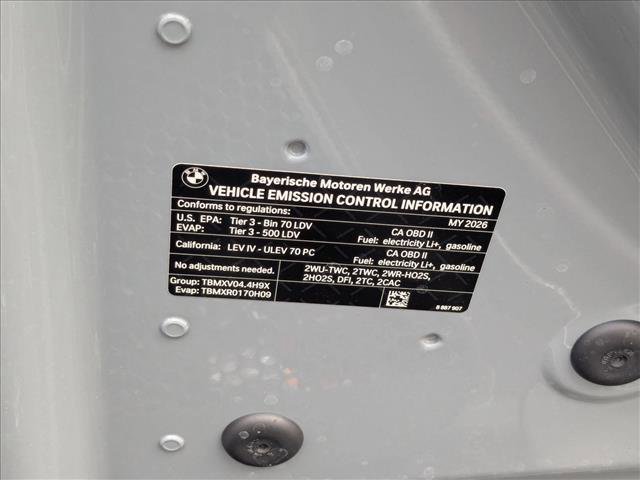 BMW
Bayerische Motoren Werke AG
VEHICLE EMISSION CONTROL INFORMATION
Conforms to regulations: MY 2026
U.S. EPA: Tier 3 - Bin 70 LDV CA OBD II
EVAP: Tier 3 - 500 LDV Fuel: electricity Li+, gasoline
California: LEV IV - ULEV 70 PC CA OBD II
Fuel: electricity Li+, gasoline
No adjustments needed. 2WU-TWC, 2TWC, 2WR-HO2S,
2HO2S, DFI, 2TC, 2CAC
Group: TBMXV04.4H9X
Evap: TBMXR0170H09
8 887 907